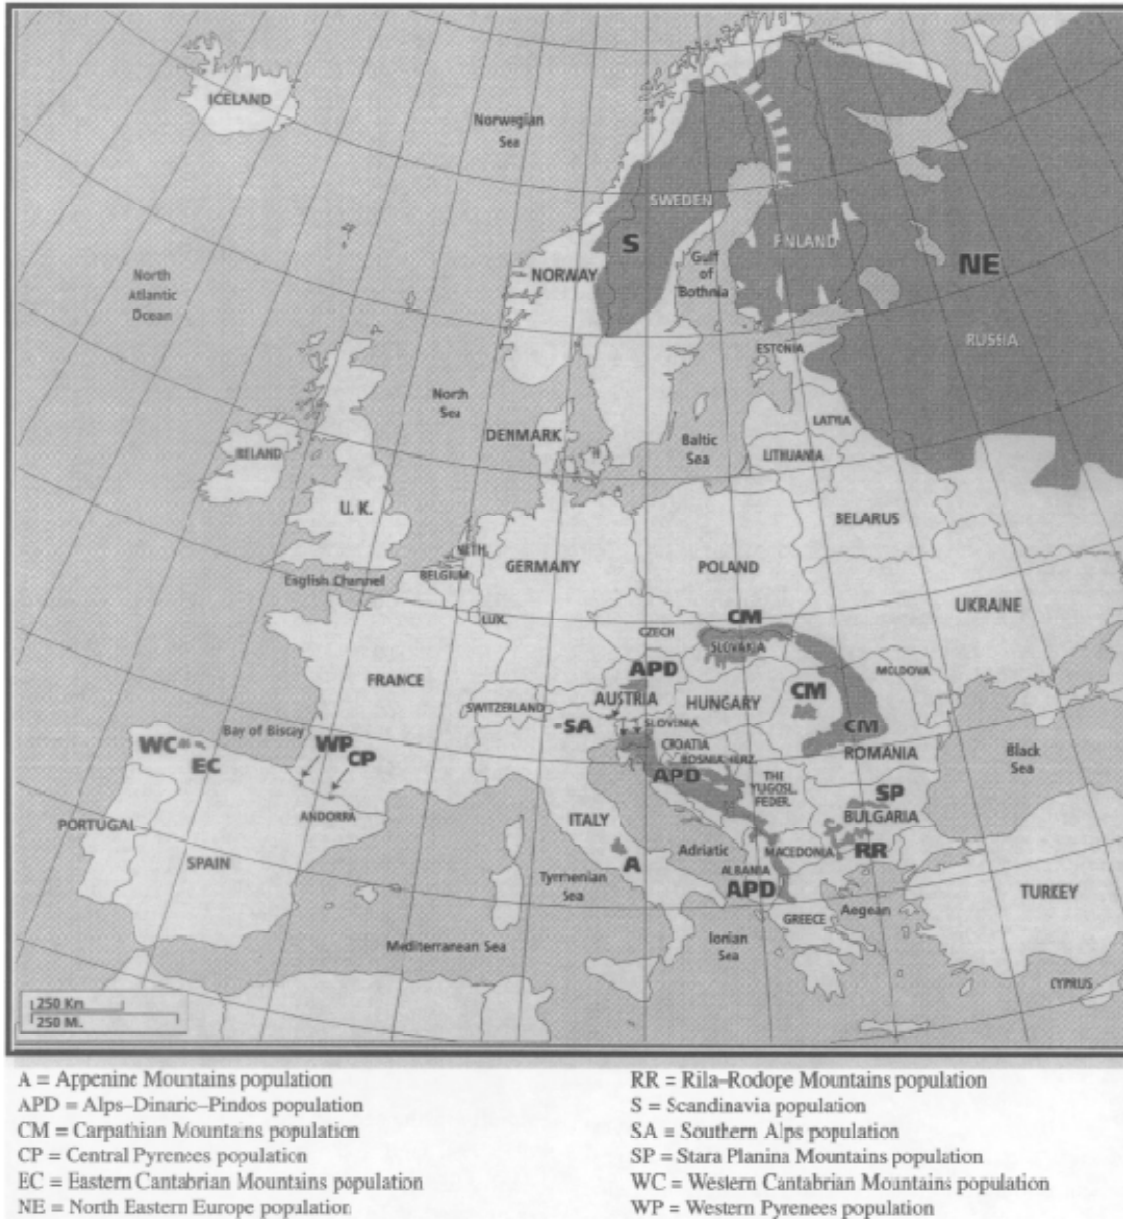 ICELAND
Norwegian
Sea
SWEDEN
S
FINLAND
NE
NORWAY
Gulf
of
Bothnia
North
Atlantic
Ocean
RUSSIA
ESTONIA
North
Sea
LATVIA
DENMARK
Baltic
Sea
LITHUANIA
IRELAND
U. K.
BELARUS
NETH.
GERMANY
POLAND
English Channel
BELGIUM
UKRAINE
LUX.
CM
CZECH
SLOVAKIA
MOLDOVA
FRANCE
APD
AUSTRIA
HUNGARY
CM
SWITZERLAND
SA
SLOVENIA
CM
Bay of Biscay
WP
WC
CROATIA
ROMANIA
Black
Sea
EC
CP
BOSNIA-HERZ.
APD
THE
YUGOSL.
FEDER.
SP
BULGARIA
ANDORRA
ITALY
PORTUGAL
SPAIN
Adriatic
MACEDONIA
RR
A
ALBANIA
Tyrrhenian
Sea
APD
TURKEY
GREECE
Aegean
Mediterranean Sea
Ionian
Sea
CYPRUS
250 Km
250 Mi.
A = Appenine Mountains population
APD = Alps–Dinaric–Pindos population
CM = Carpathian Mountains population
CP = Central Pyrenees population
EC = Eastern Cantabrian Mountains population
NE = North Eastern Europe population
RR = Rila–Rodope Mountains population
S = Scandinavia population
SA = Southern Alps population
SP = Stara Planina Mountains population
WC = Western Cantabrian Mountains population
WP = Western Pyrenees population